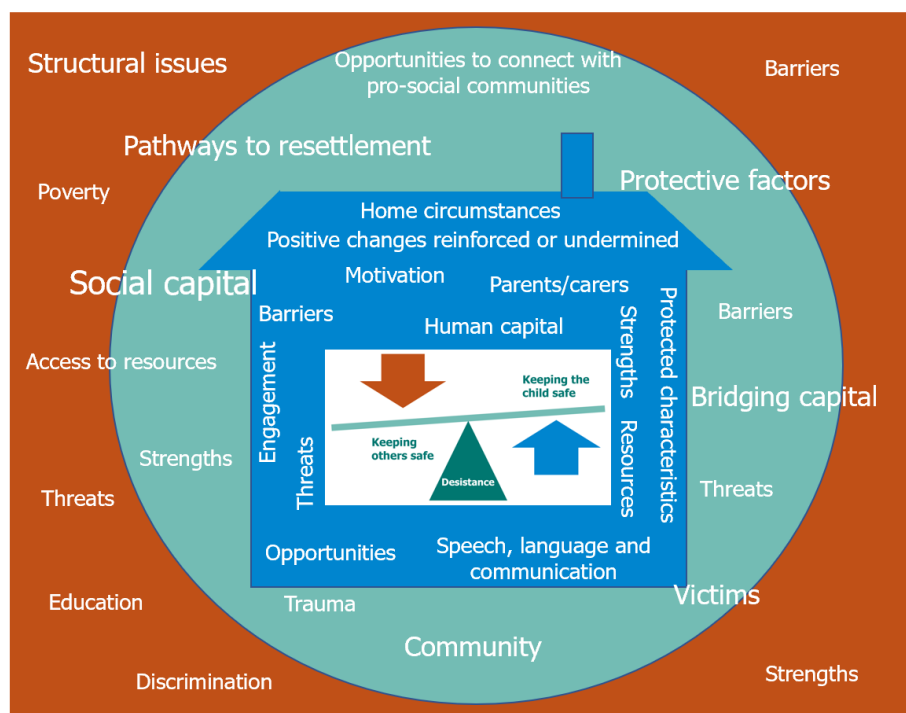 Structural issues
Opportunities to connect with
pro-social communities
Barriers
Pathways to resettlement
Protective factors
Poverty
Home circumstances
Positive changes reinforced or undermined
Motivation
Parents/carers
Social capital
Barriers
Human capital
Strengths
Protected characteristics
Barriers
Access to resources
Engagement
Keeping the
child safe
Bridging capital
Keeping
others safe
Desistance
Strengths
Threats
Resources
Threats
Threats
Opportunities
Speech, language and
communication
Education
Trauma
Victims
Community
Discrimination
Strengths